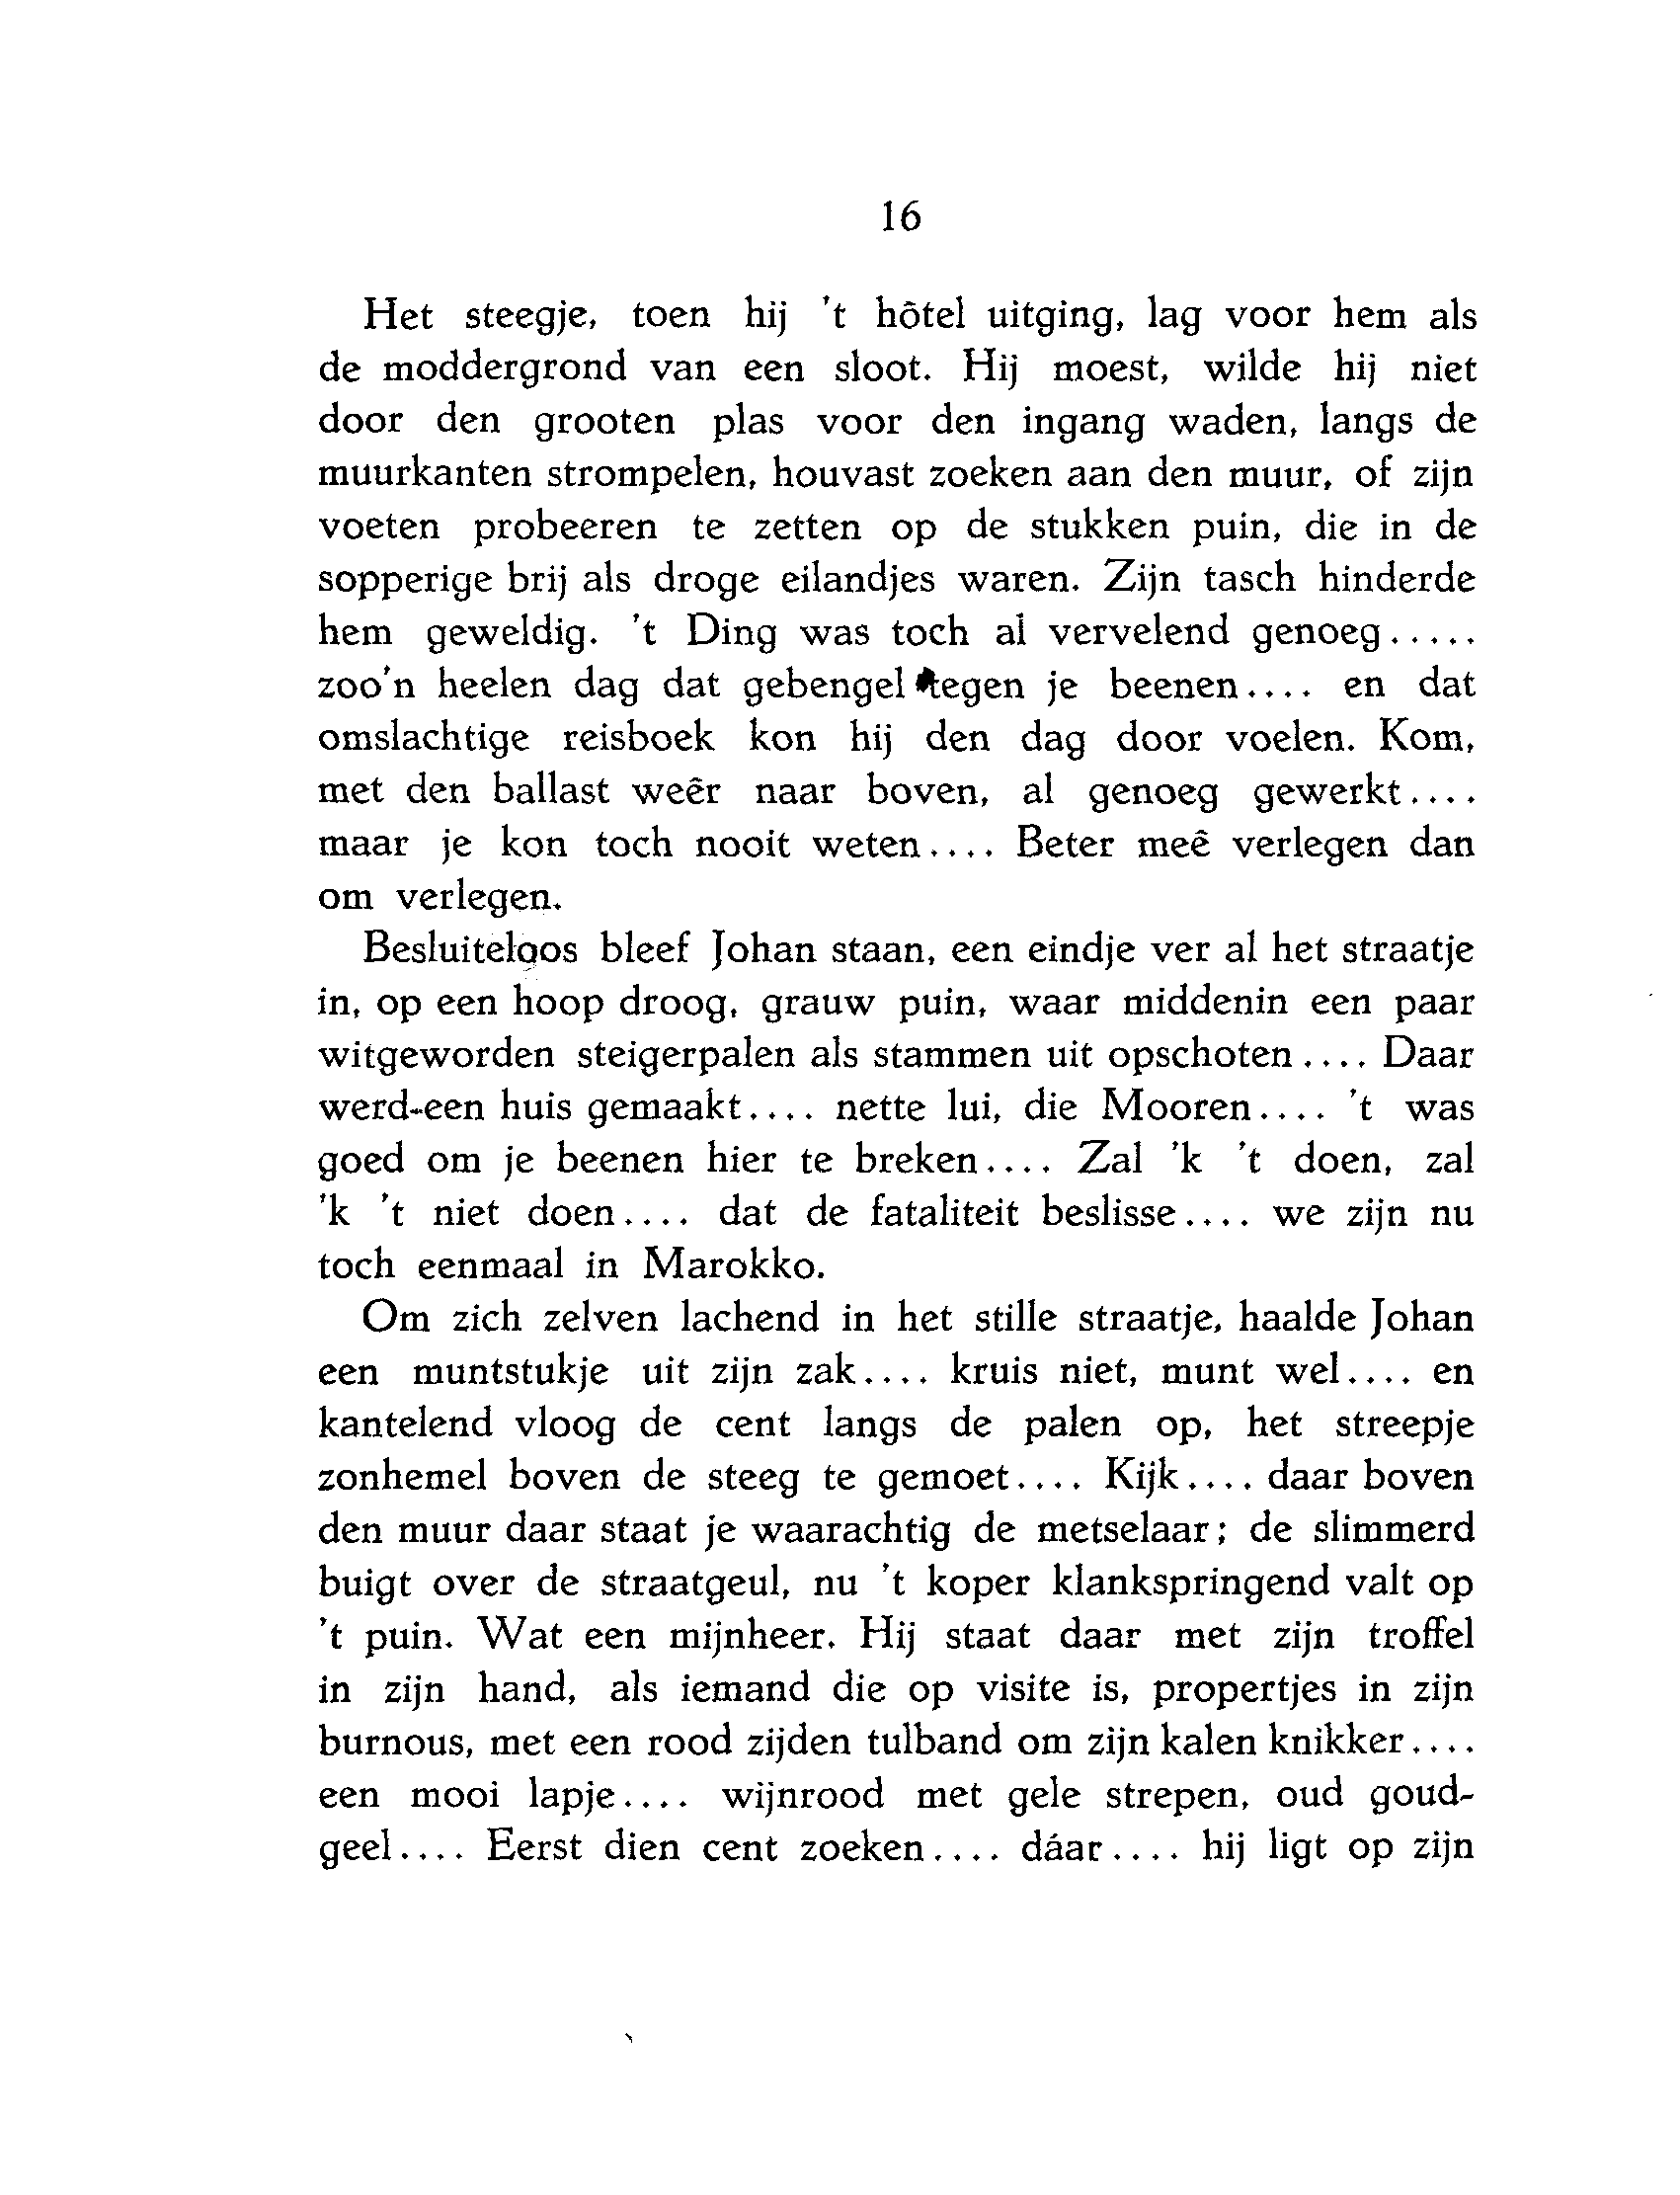 16
Het steegje, toen hij 't hôtel uitging, lag voor hem als
de moddergrond van een sloot. Hij moest, wilde hij niet
door den grooten plas voor den ingang waden, langs de
muurkanten strompelen, houvast zoeken aan den muur, of zijn
voeten probeeren te zetten op de stukken puin, die in de
sopperige brij als droge eilandjes waren. Zijn tasch hinderde
hem geweldig. 't Ding was toch al vervelend genoeg.....
zoo'n heelen dag dat gebengel tegen je beenen.... en dat
omslachtige reisboek kon hij den dag door voelen. Kom,
met den ballast weêr naar boven, al genoeg gewerkt....
maar je kon toch nooit weten.... Beter meê verlegen dan
om verlegen.
Besluiteloos bleef Johan staan, een eindje ver al het straatje
in, op een hoop droog, grauw puin, waar middenin een paar
witgeworden steigerpalen als stammen uit opschoten.... Daar
werd een huis gemaakt.... nette lui, die Mooren.... 't was
goed om je beenen hier te breken.... Zal 'k 't doen, zal
'k 't niet doen.... dat de fataliteit beslisse.... we zijn nu
toch eenmaal in Marokko.
Om zich zelven lachend in het stille straatje, haalde Johan
een muntstukje uit zijn zak.... kruis niet, munt wel.... en
kantelend vloog de cent langs de palen op, het streepje
zonhemel boven de steeg te gemoet.... Kijk.... daar boven
den muur daar staat je waarachtig de metselaar; de slimmerd
buigt over de straatgeul, nu 't koper klankspringend valt op
't puin. Wat een mijnheer. Hij staat daar met zijn troffel
in zijn hand, als iemand die op visite is, propertjes in zijn
burnous, met een rood zijden tulband om zijn kalen knikker....
een mooi lapje.... wijnrood met gele strepen, oud goud-
geel.... Eerst dien cent zoeken.... dáar.... hij ligt op zijn